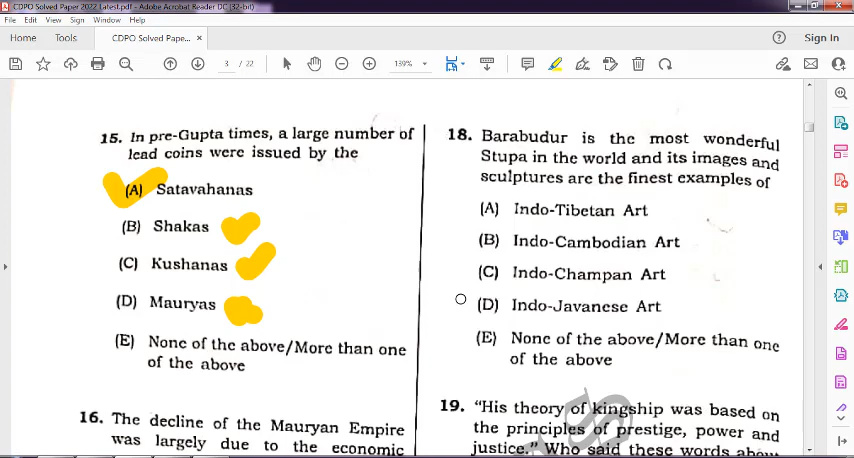 CDPO Solved Paper 2022 Latest.pdf - Adobe Acrobat Reader DC (32-bit)
File Edit View Sign Window Help
Home Tools CDPO Solved Pape... × Sign In
3 / 22 139%
15. In pre-Gupta times, a large number of
lead coins were issued by the
(A) Satavahanas
(B) Shakas
(C) Kushanas
(D) Mauryas
(E) None of the above/More than one
of the above
16. The decline of the Mauryan Empire
was largely due to the economic
18. Barabudur is the most wonderful
Stupa in the world and its images and
sculptures are the finest examples of
(A) Indo-Tibetan Art
(B) Indo-Cambodian Art
(C) Indo-Champan Art
(D) Indo-Javanese Art
(E) None of the above/More than one
of the above
19. “His theory of kingship was based on
the principles of prestige, power and
justice.” Who said these words about